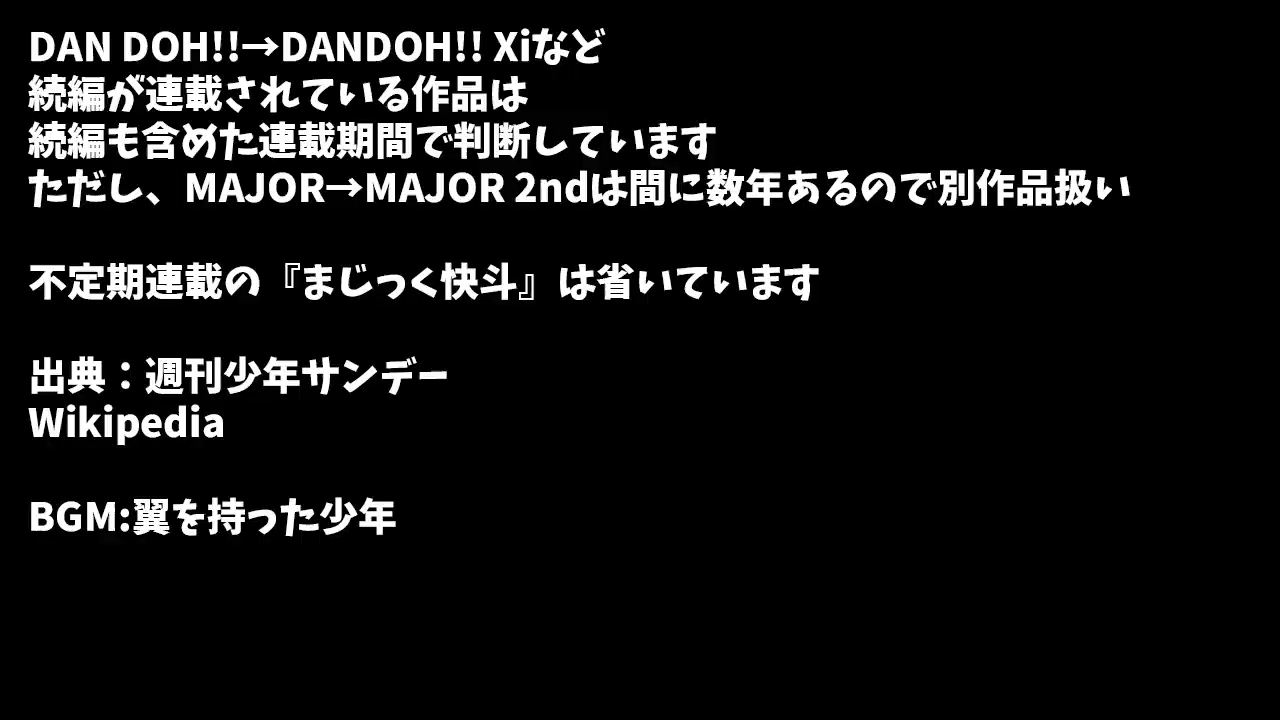 DAN DOH!!→DANDOH!! Xiなど
続編が連載されている作品は
続編も含めた連載期間で判断しています
ただし、MAJOR→MAJOR 2ndは間に数年あるので別作品扱い
不定期連載の『まじっく快斗』は省いています
出典：週刊少年サンデー
Wikipedia
BGM:翼を持った少年